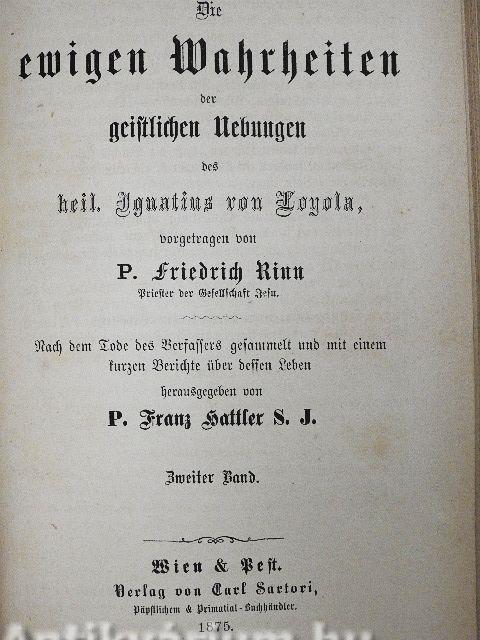 Die
ewigen Wahrheiten
der
geistlichen Uebungen
des
heil. Ignatius von Loyola,
vorgetragen von
P. Friedrich Rinn
Priester der Gesellschaft Jesu.
Nach dem Tode des Verfassers gesammelt und mit einem
kurzen Berichte über dessen Leben
herausgegeben von
P. Franz Hattler S. J.
Zweiter Band.
Wien & Pest.
Verlag von Carl Sartori,
Päpstlichem & Primatial-Buchhändler.
1875.
Antikvarium.hu